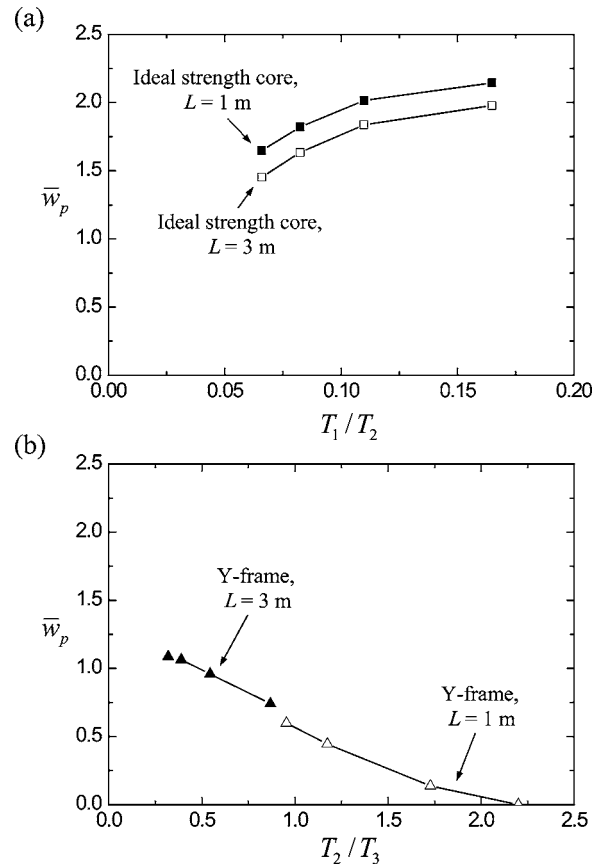 (a)
2.5
2.0
1.5
1.0
0.5
0.0
w̅p
Ideal strength core,
L = 1 m
Ideal strength core,
L = 3 m
0.00 0.05 0.10 0.15 0.20
T1 / T2
(b)
2.5
2.0
1.5
1.0
0.5
0.0
w̅p
Y-frame,
L = 3 m
Y-frame,
L = 1 m
0.0 0.5 1.0 1.5 2.0 2.5
T2 / T3